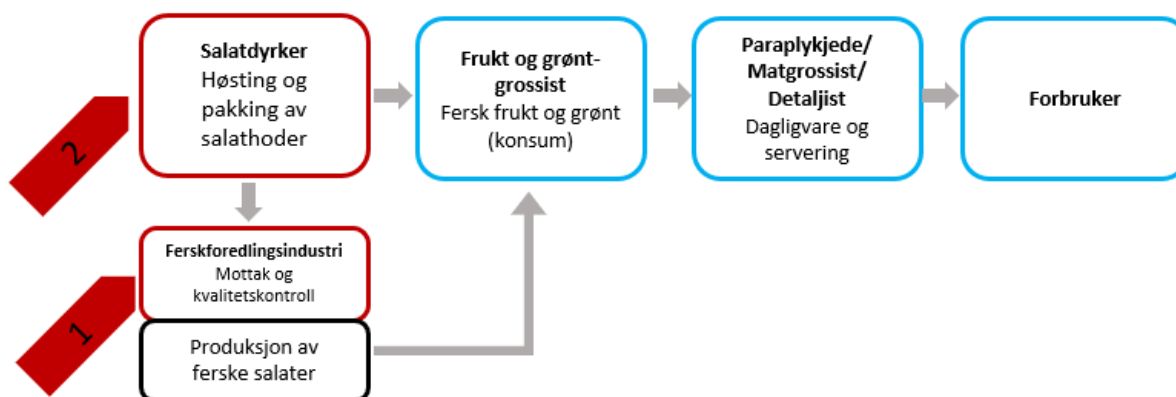 Salatdyrker
Høsting og
pakking av
salathoder
Frukt og grønt-
grossist
Fersk frukt og grønt
(konsum)
Paraplykjede/
Matgrossist/
Detaljist
Dagligvare og
servering
Forbruker
2
Ferskforedlingsindustri
Mottak og
kvalitetskontroll
1
Produksjon av
ferske salater